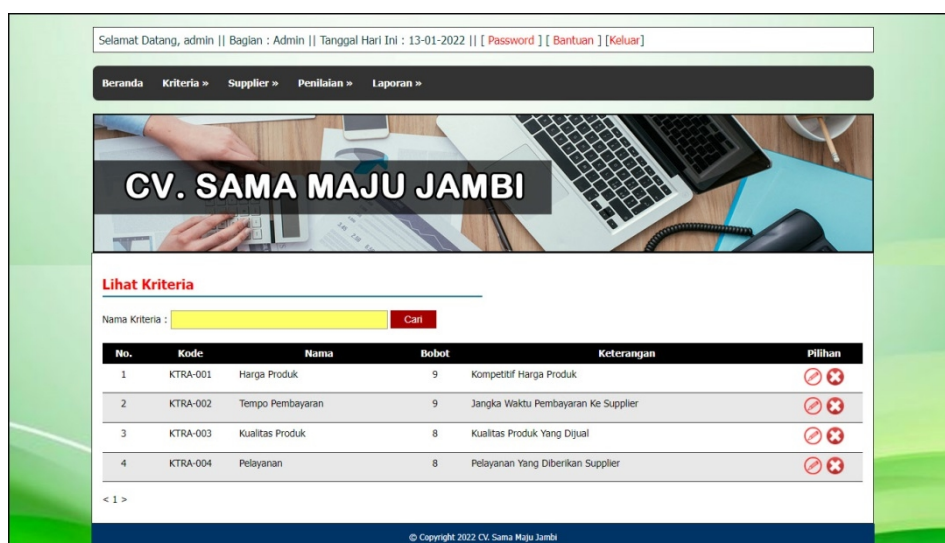 Selamat Datang, admin || Bagian : Admin || Tanggal Hari Ini : 13-01-2022 || [ Password ] [ Bantuan ] [Keluar]
Beranda Kriteria » Supplier » Penilaian » Laporan »
CV. SAMA MAJU JAMBI
Lihat Kriteria
Nama Kriteria : Cari
No. Kode Nama Bobot Keterangan Pilihan
1 KTRA-001 Harga Produk 9 Kompetitif Harga Produk
2 KTRA-002 Tempo Pembayaran 9 Jangka Waktu Pembayaran Ke Supplier
3 KTRA-003 Kualitas Produk 8 Kualitas Produk Yang Dijual
4 KTRA-004 Pelayanan 8 Pelayanan Yang Diberikan Supplier
< 1 >
© Copyright 2022 CV. Sama Maju Jambi